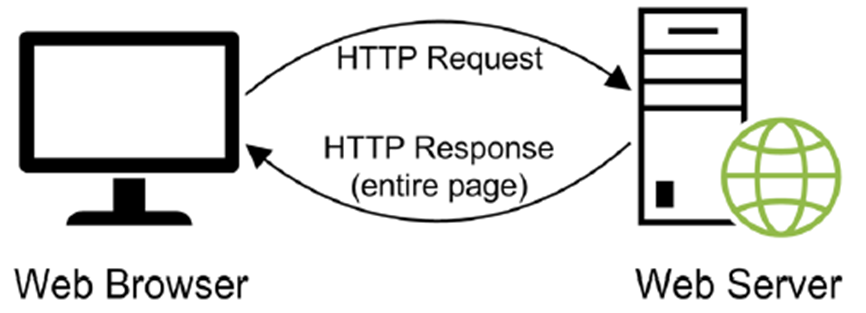 HTTP Request
HTTP Response
(entire page)
Web Browser
Web Server